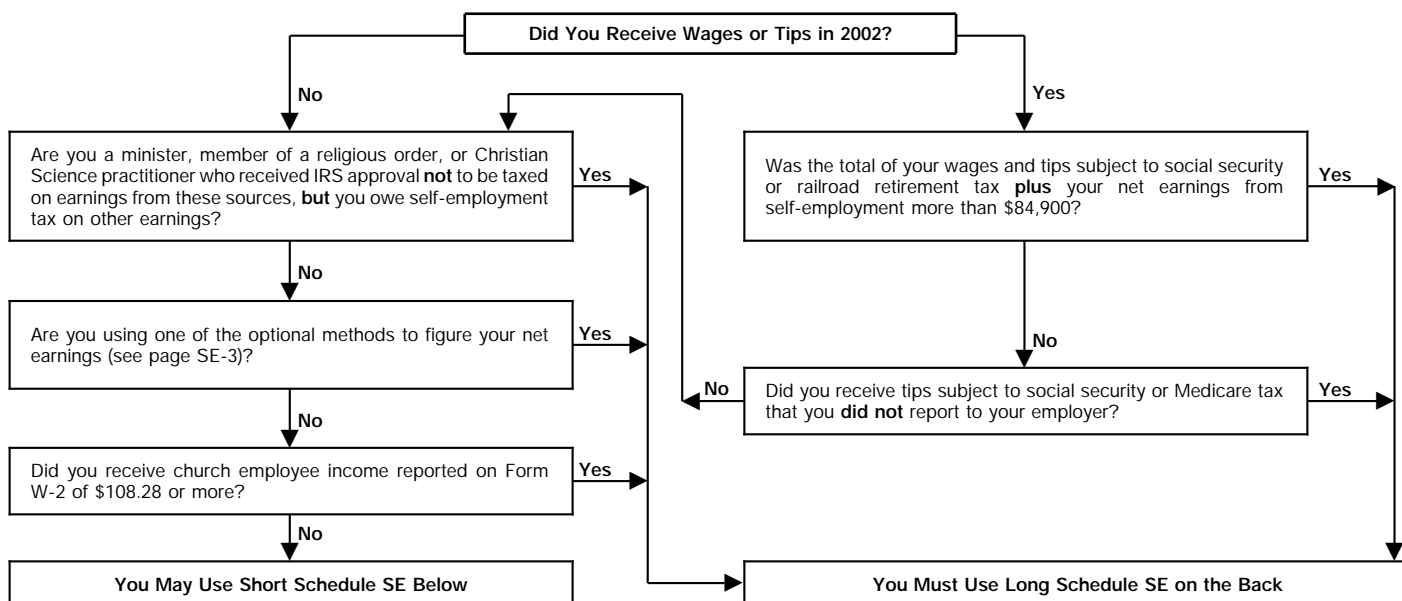 Did You Receive Wages or Tips in 2002?
No
Yes
Are you a minister, member of a religious order, or Christian
Science practitioner who received IRS approval not to be taxed
on earnings from these sources, but you owe self-employment
tax on other earnings?
Yes
Was the total of your wages and tips subject to social security
or railroad retirement tax plus your net earnings from
self-employment more than $84,900?
Yes
No
Are you using one of the optional methods to figure your net
earnings (see page SE-3)?
Yes
No
No
Did you receive tips subject to social security or Medicare tax
that you did not report to your employer?
Yes
No
Did you receive church employee income reported on Form
W-2 of $108.28 or more?
Yes
No
You May Use Short Schedule SE Below
You Must Use Long Schedule SE on the Back